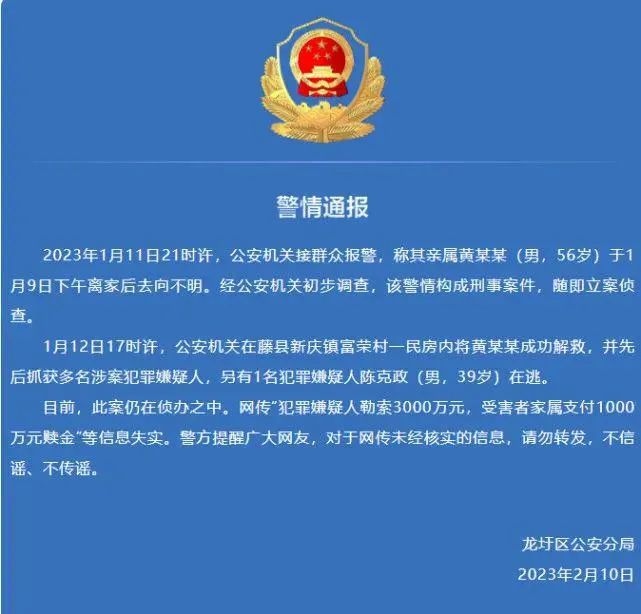 警情通报
2023年1月11日21时许，公安机关接群众报警，称其亲属黄某某（男，56岁）于1
月9日下午离家后去向不明。经公安机关初步调查，该警情构成刑事案件，随即立案侦
查。
1月12日17时许，公安机关在藤县新庆镇富荣村一民房内将黄某某成功解救，并先
后抓获多名涉案犯罪嫌疑人，另有1名犯罪嫌疑人陈克政（男，39岁）在逃。
目前，此案仍在侦办之中。网传“犯罪嫌疑人勒索3000万元，受害者家属支付1000
万元赎金”等信息失实。警方提醒广大网友，对于网传未经核实的信息，请勿转发，不信
谣、不传谣。
龙圩区公安分局
2023年2月10日